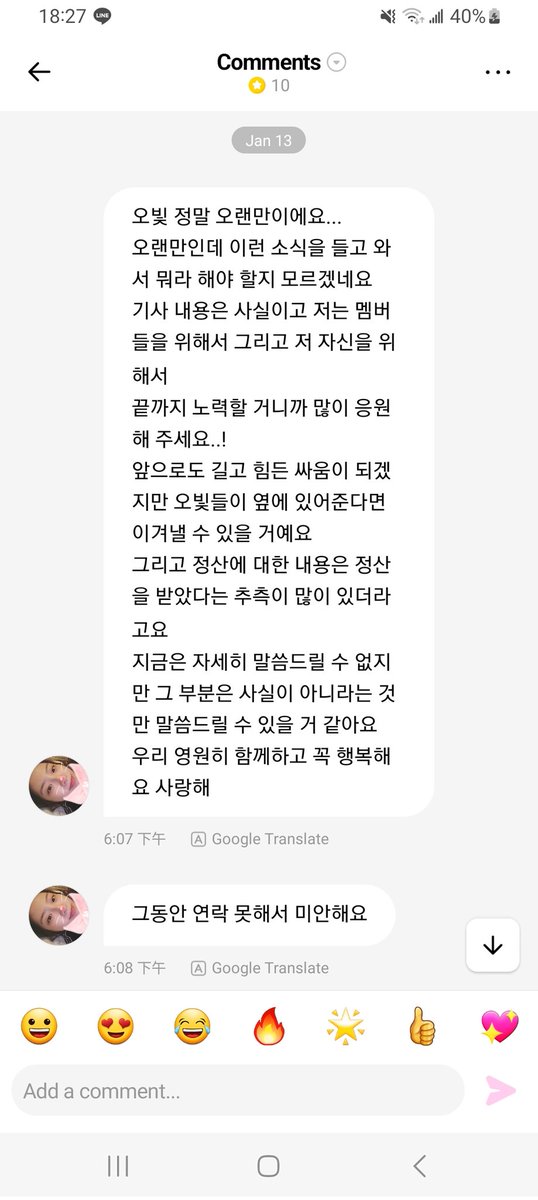 18:27
40%
Comments
10
Jan 13
오빛 정말 오랜만이에요...
오랜만인데 이런 소식을 들고 와
서 뭐라 해야 할지 모르겠네요
기사 내용은 사실이고 저는 멤버
들을 위해서 그리고 저 자신을 위
해서
끝까지 노력할 거니까 많이 응원
해 주세요..!
앞으로도 길고 힘든 싸움이 되겠
지만 오빛들이 옆에 있어준다면
이겨낼 수 있을 거예요
그리고 정산에 대한 내용은 정산
을 받았다는 추측이 많이 있더라
고요
지금은 자세히 말씀드릴 수 없지
만 그 부분은 사실이 아니라는 것
만 말씀드릴 수 있을 거 같아요
우리 영원히 함께하고 꼭 행복해
요 사랑해
6:07 下午 A Google Translate
그동안 연락 못해서 미안해요
6:08 下午 A Google Translate
Add a comment...